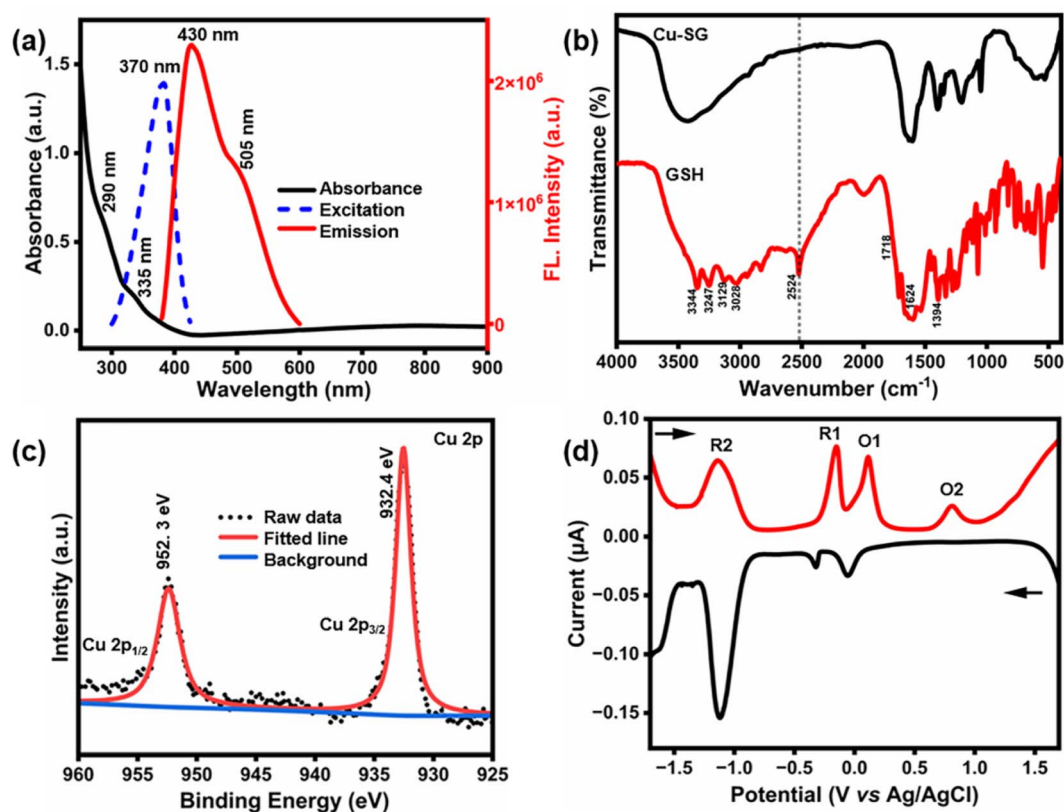 (a)
430 nm
370 nm
290 nm
335 nm
505 nm
Absorbance
Excitation
Emission
Absorbance (a.u.)
1.5
1.0
0.5
0.0
2×10⁶
1×10⁶
0
FL. Intensity (a.u.)
300 400 500 600 700 800 900
Wavelength (nm)
(b)
Cu-SG
GSH
3344
3247
3129
3028
2524
1718
1624
1394
Transmittance (%)
4000 3500 3000 2500 2000 1500 1000 500
Wavenumber (cm⁻¹)
(c)
Cu 2p
952. 3 eV
932.4 eV
Raw data
Fitted line
Background
Cu 2p₁/₂
Cu 2p₃/₂
Intensity (a.u.)
960 955 950 945 940 935 930 925
Binding Energy (eV)
(d)
R2
R1
O1
O2
0.10
0.05
0.00
−0.05
−0.10
−0.15
Current (µA)
−1.5 −1.0 −0.5 0.0 0.5 1.0 1.5
Potential (V vs Ag/AgCl)